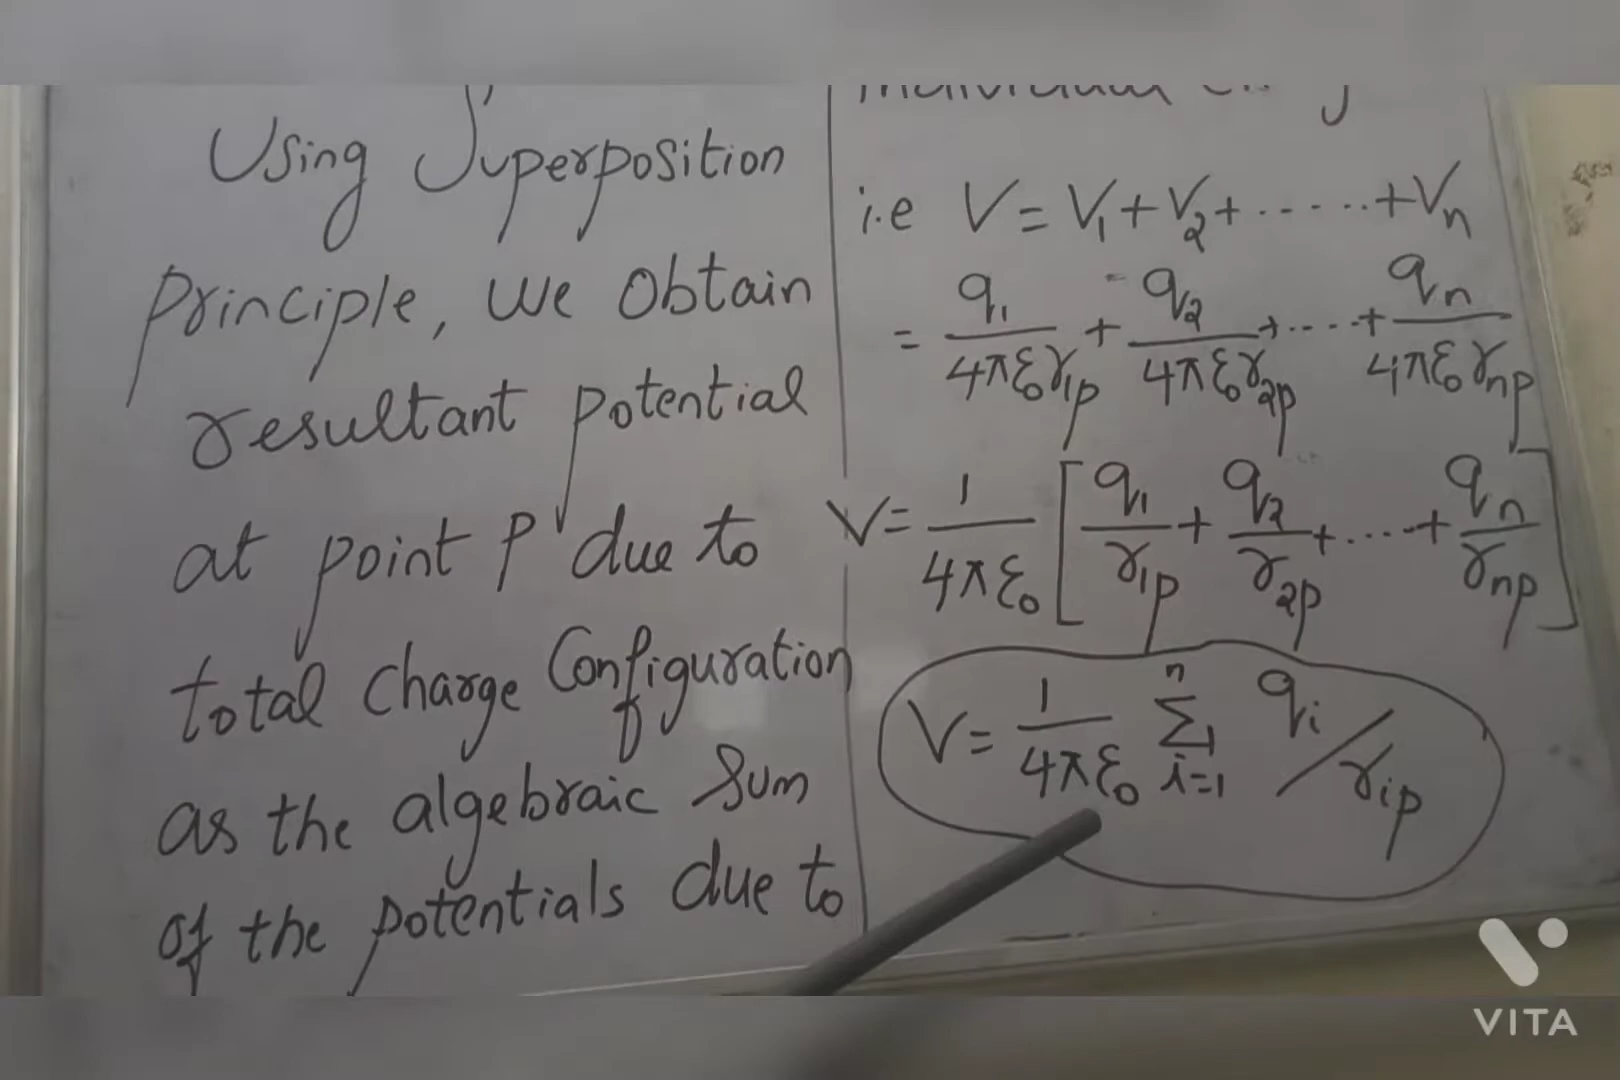 Using Superposition
principle, we obtain
resultant potential
at point P due to
total charge Configuration
as the algebraic sum
of the potentials due to
i.e V = V₁ + V₂ + ...... + Vₙ
= q₁/4πε₀r₁ₚ + q₂/4πε₀r₂ₚ + .... + qₙ/4πε₀rₙₚ
V = 1/4πε₀ [q₁/r₁ₚ + q₂/r₂ₚ + .... + qₙ/rₙₚ]
V = 1/4πε₀ Σⁿᵢ₌₁ qᵢ/rᵢₚ
VITA